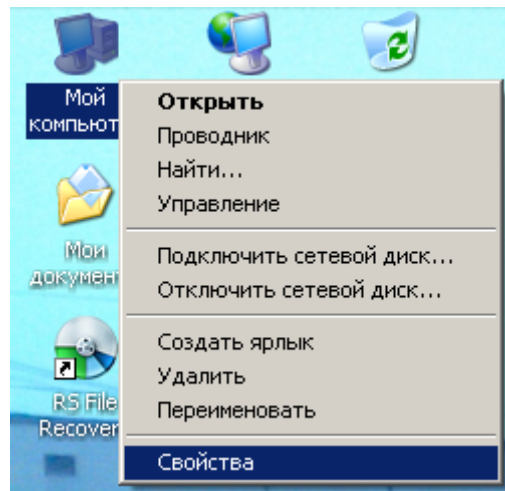 Мой
компьют
Открыть
Проводник
Найти...
Управление
Подключить сетевой диск...
Отключить сетевой диск...
Создать ярлык
Удалить
Переименовать
Свойства
Мои
докумен
RS File
Recover